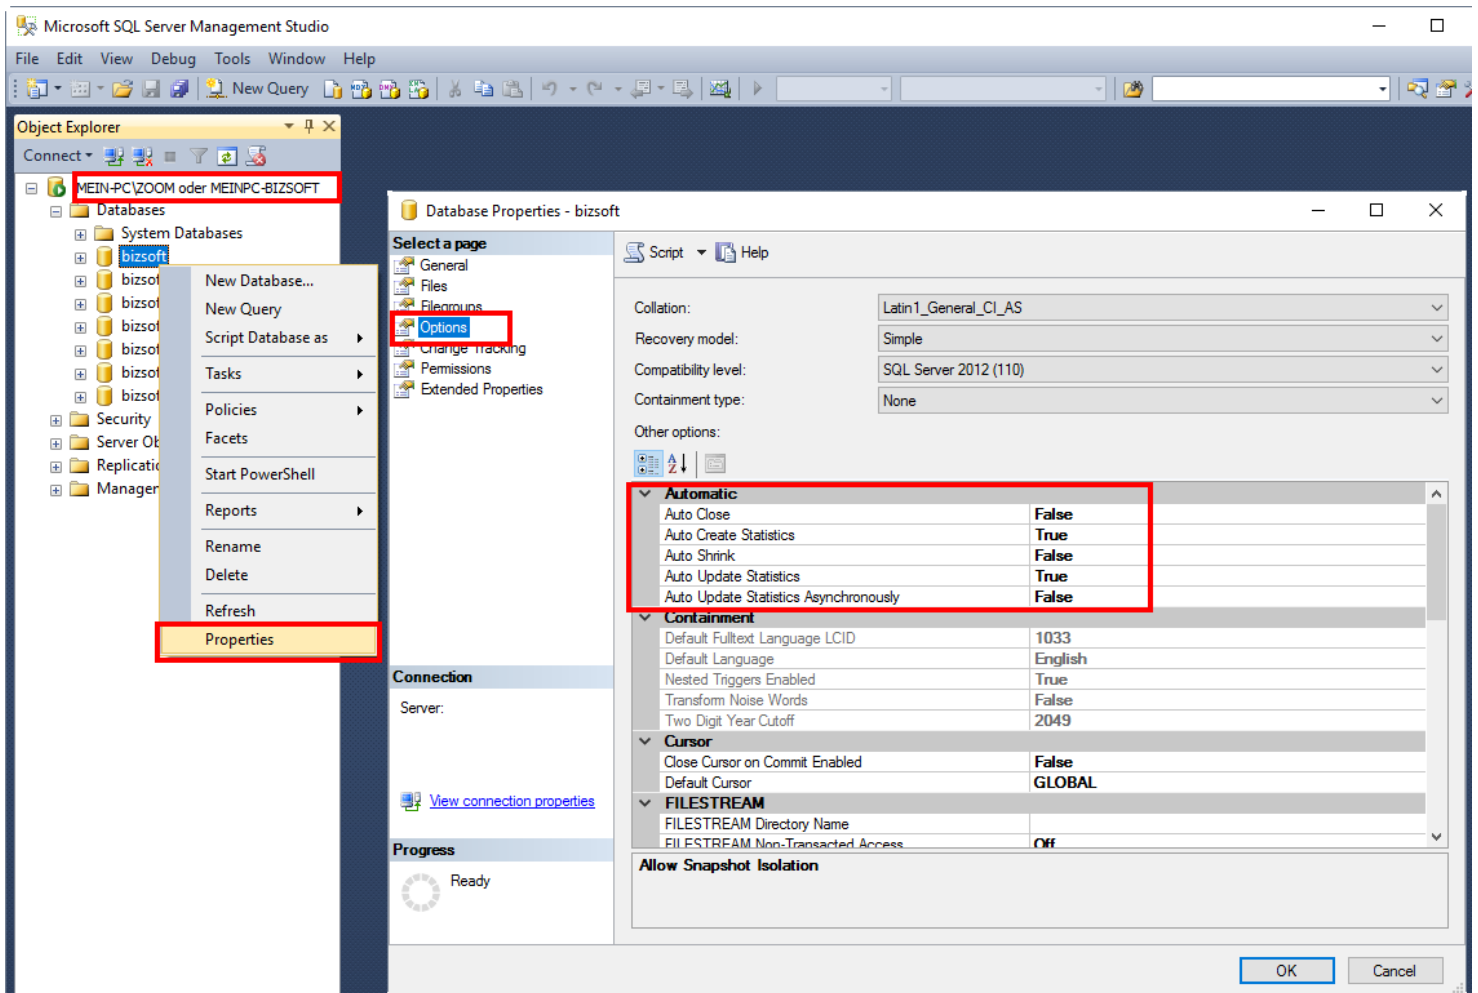 Microsoft SQL Server Management Studio
File Edit View Debug Tools Window Help
New Query
Object Explorer
Connect
MEIN-PC\ZOOM oder MEINPC-BIZSOFT
Databases
System Databases
bizsoft
bizsof
bizsof
bizsof
bizsof
bizsof
bizsof
Security
Server Ob
Replicatio
Manager
New Database...
New Query
Script Database as
Tasks
Policies
Facets
Start PowerShell
Reports
Rename
Delete
Refresh
Properties
Database Properties - bizsoft
Select a page
General
Files
Filegroups
Options
Change Tracking
Permissions
Extended Properties
Connection
Server:
View connection properties
Progress
Ready
Script Help
Collation: Latin1_General_CI_AS
Recovery model: Simple
Compatibility level: SQL Server 2012 (110)
Containment type: None
Other options:
Automatic
Auto Close False
Auto Create Statistics True
Auto Shrink False
Auto Update Statistics True
Auto Update Statistics Asynchronously False
Containment
Default Fulltext Language LCID 1033
Default Language English
Nested Triggers Enabled True
Transform Noise Words False
Two Digit Year Cutoff 2049
Cursor
Close Cursor on Commit Enabled False
Default Cursor GLOBAL
FILESTREAM
FILESTREAM Directory Name
FILESTREAM Non-Transacted Access Off
Allow Snapshot Isolation
OK Cancel